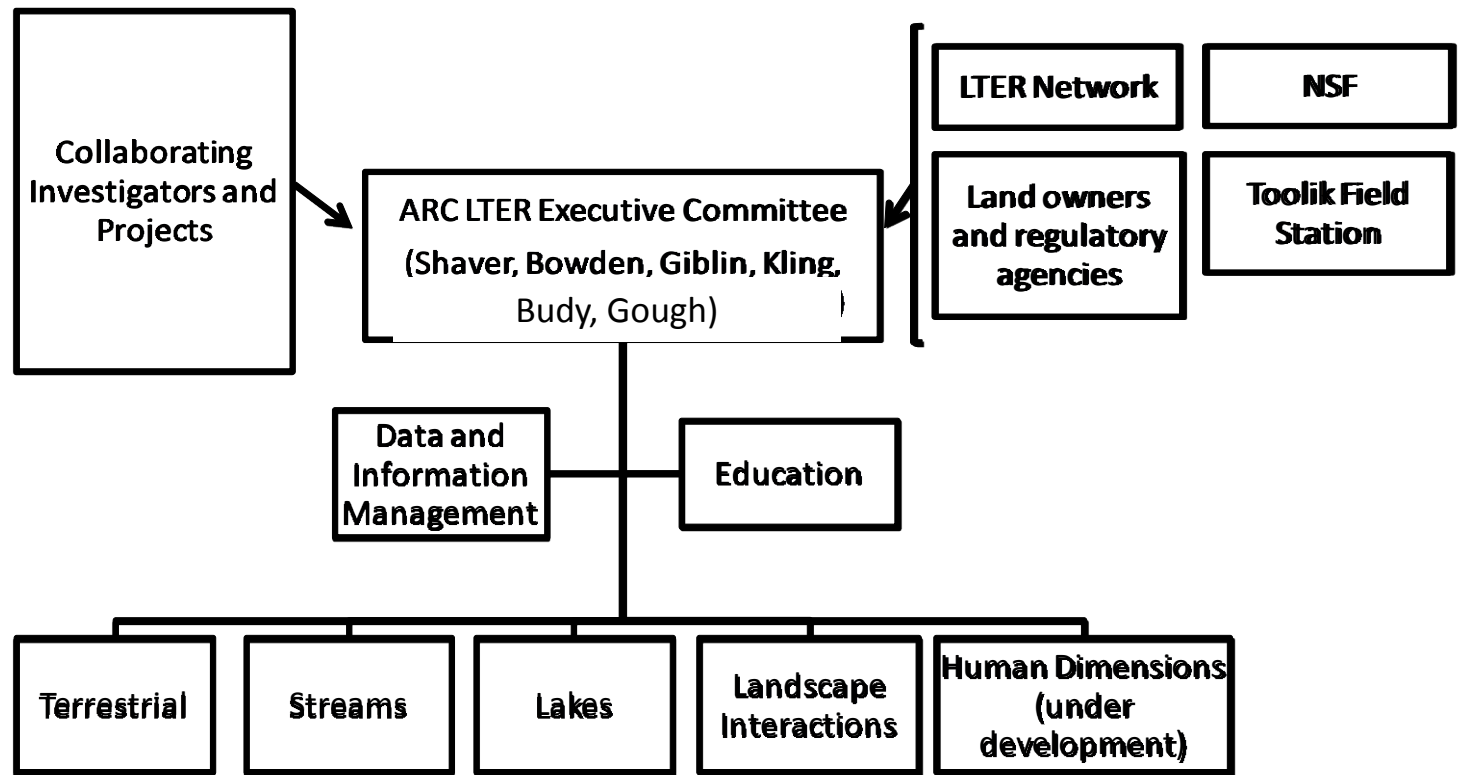 Collaborating
Investigators and
Projects
ARC LTER Executive Committee
(Shaver, Bowden, Giblin, Kling,
Budy, Gough)
LTER Network
NSF
Land owners
and regulatory
agencies
Toolik Field
Station
Data and
Information
Management
Education
Terrestrial
Streams
Lakes
Landscape
Interactions
Human Dimensions
(under
development)